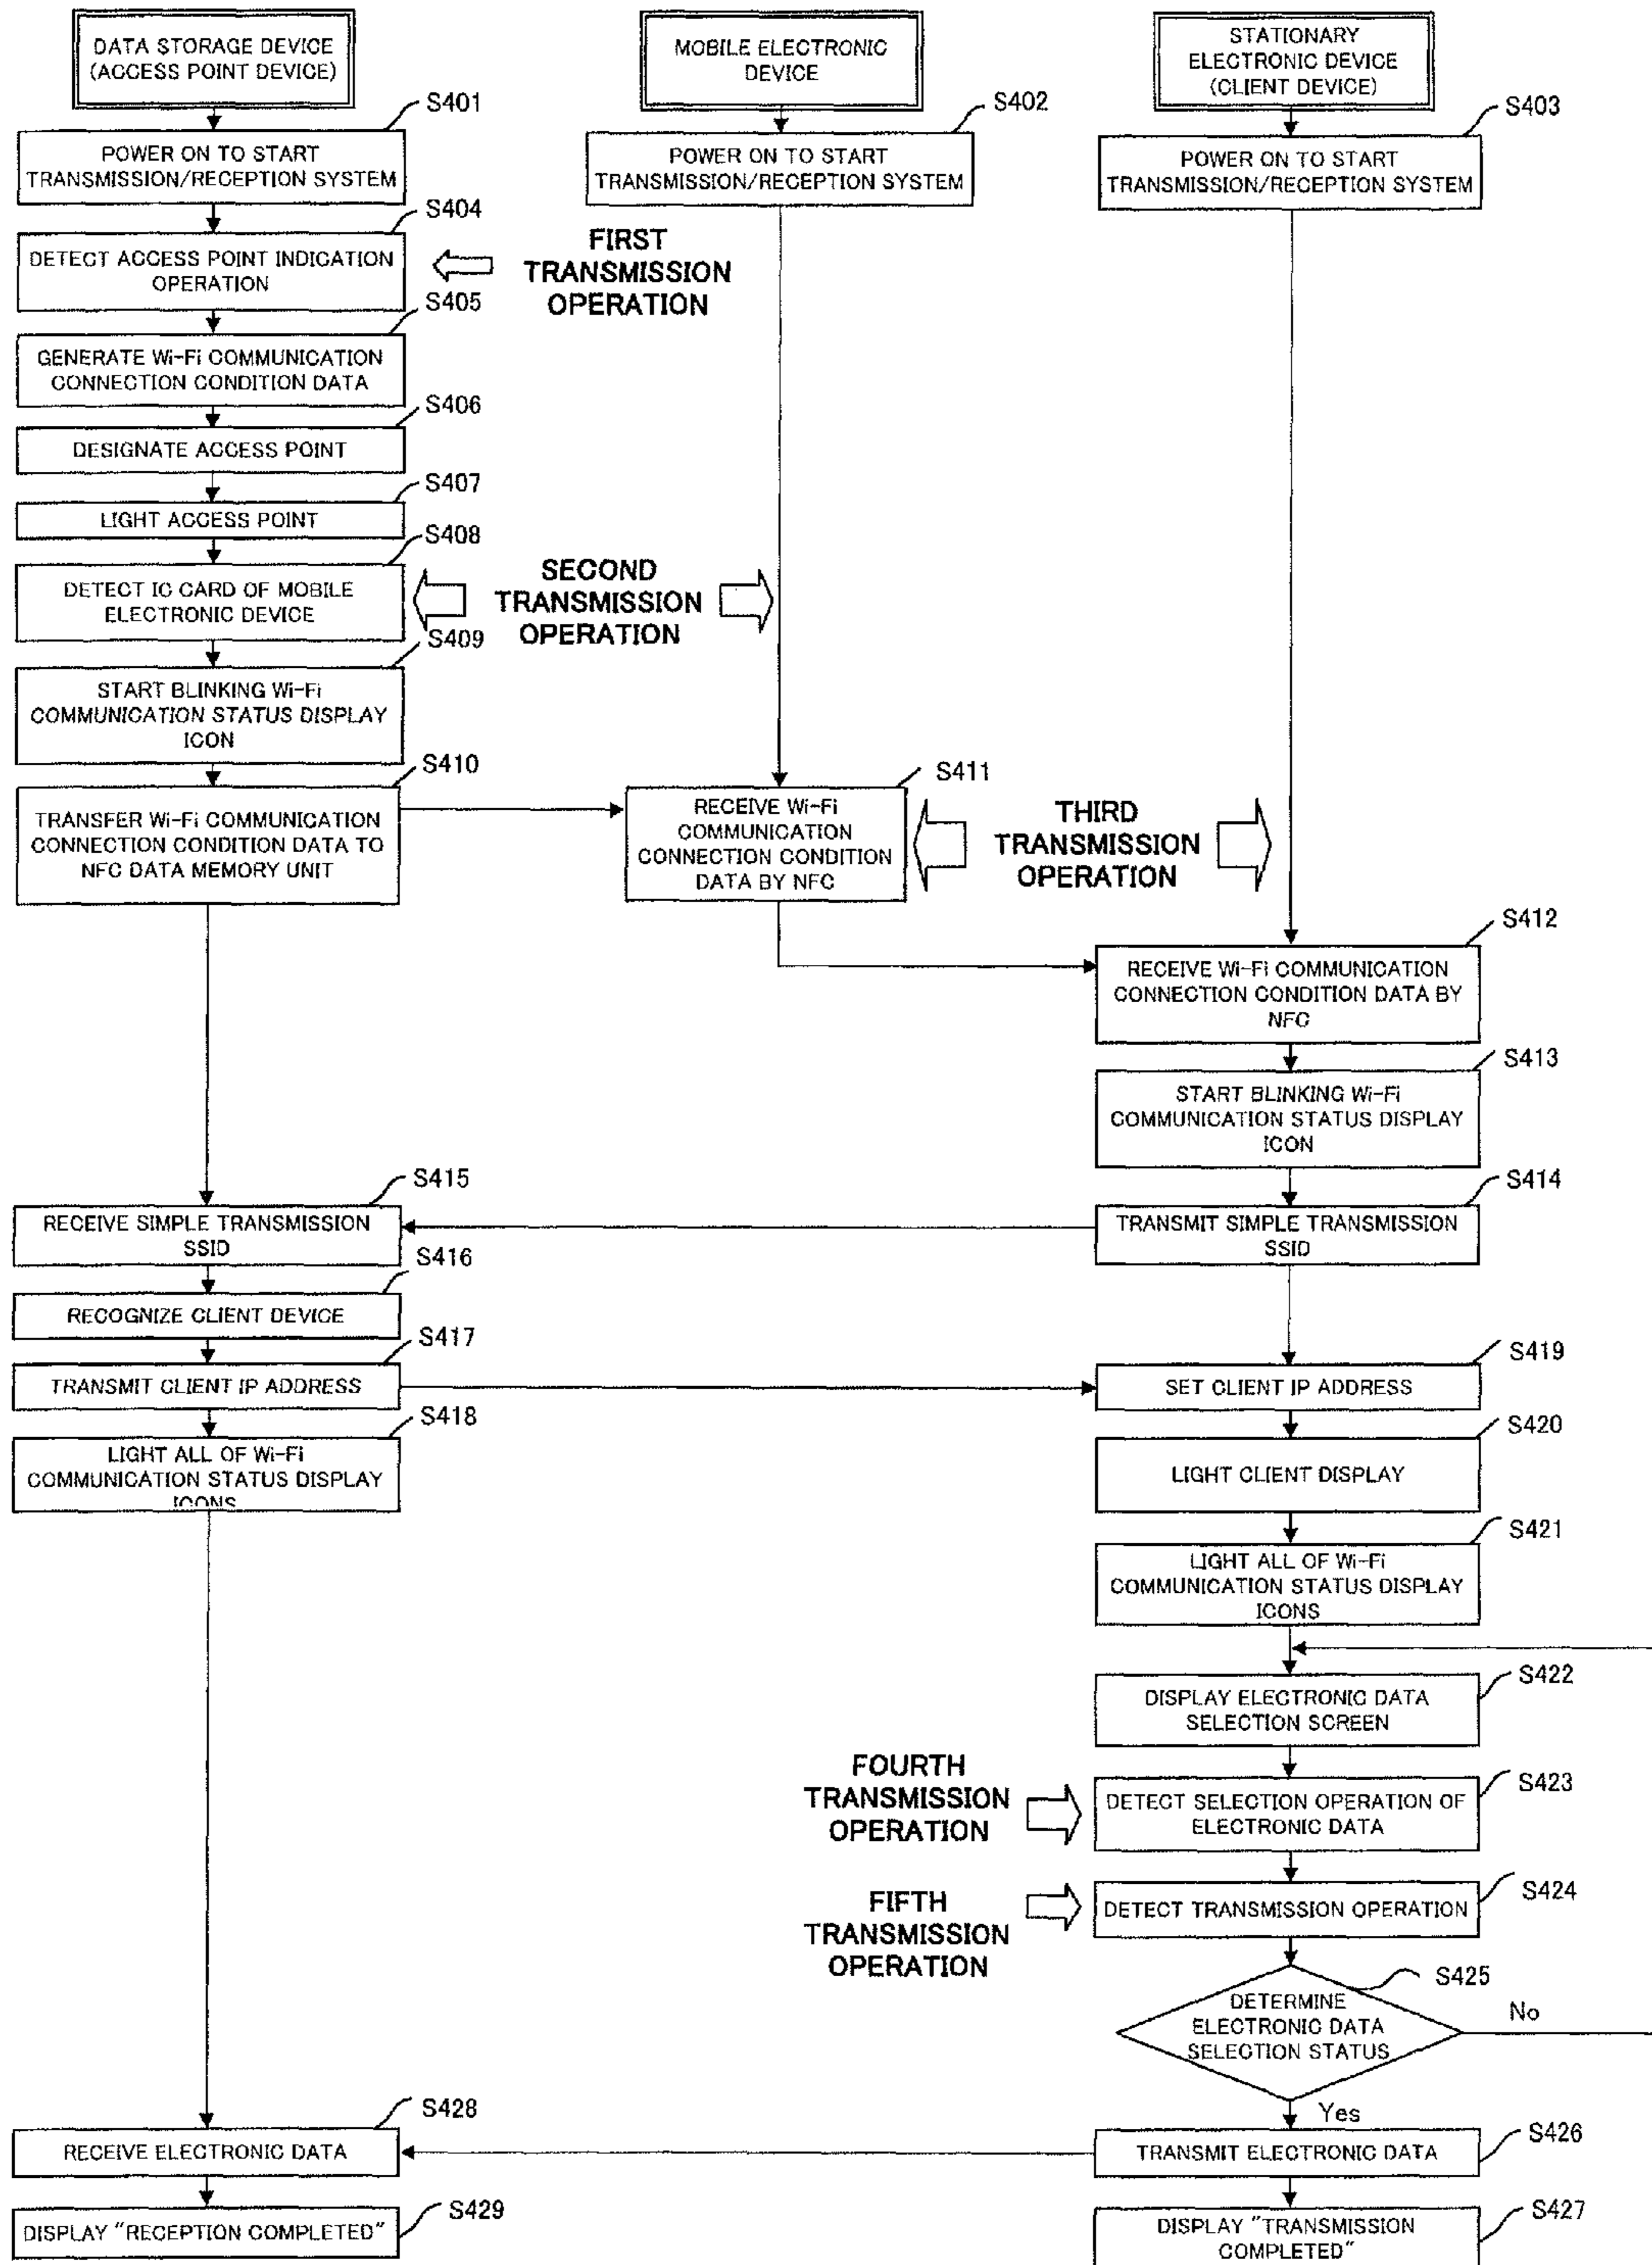 DATA STORAGE DEVICE
(ACCESS POINT DEVICE)
MOBILE ELECTRONIC
DEVICE
STATIONARY
ELECTRONIC DEVICE
(CLIENT DEVICE)
S401
S402
S403
POWER ON TO START
TRANSMISSION/RECEPTION SYSTEM
POWER ON TO START
TRANSMISSION/RECEPTION SYSTEM
POWER ON TO START
TRANSMISSION/RECEPTION SYSTEM
S404
DETECT ACCESS POINT INDICATION
OPERATION
FIRST
TRANSMISSION
OPERATION
S405
GENERATE Wi-Fi COMMUNICATION
CONNECTION CONDITION DATA
S406
DESIGNATE ACCESS POINT
S407
LIGHT ACCESS POINT
S408
DETECT IC CARD OF MOBILE
ELECTRONIC DEVICE
SECOND
TRANSMISSION
OPERATION
S409
START BLINKING Wi-Fi
COMMUNICATION STATUS DISPLAY
ICON
S410
TRANSFER Wi-Fi COMMUNICATION
CONNECTION CONDITION DATA TO
NFC DATA MEMORY UNIT
S411
RECEIVE Wi-Fi
COMMUNICATION
CONNECTION CONDITION
DATA BY NFC
THIRD
TRANSMISSION
OPERATION
S412
RECEIVE Wi-Fi COMMUNICATION
CONNECTION CONDITION DATA BY
NFC
S413
START BLINKING Wi-Fi
COMMUNICATION STATUS DISPLAY
ICON
S415
RECEIVE SIMPLE TRANSMISSION
SSID
S414
TRANSMIT SIMPLE TRANSMISSION
SSID
S416
RECOGNIZE CLIENT DEVICE
S417
TRANSMIT CLIENT IP ADDRESS
S419
SET CLIENT IP ADDRESS
S418
LIGHT ALL OF Wi-Fi
COMMUNICATION STATUS DISPLAY
ICONS
S420
LIGHT CLIENT DISPLAY
S421
LIGHT ALL OF Wi-Fi
COMMUNICATION STATUS DISPLAY
ICONS
S422
DISPLAY ELECTRONIC DATA
SELECTION SCREEN
FOURTH
TRANSMISSION
OPERATION
S423
DETECT SELECTION OPERATION OF
ELECTRONIC DATA
FIFTH
TRANSMISSION
OPERATION
S424
DETECT TRANSMISSION OPERATION
S425
DETERMINE
ELECTRONIC DATA
SELECTION STATUS
No
Yes
S428
RECEIVE ELECTRONIC DATA
S426
TRANSMIT ELECTRONIC DATA
S429
DISPLAY "RECEPTION COMPLETED"
S427
DISPLAY "TRANSMISSION
COMPLETED"